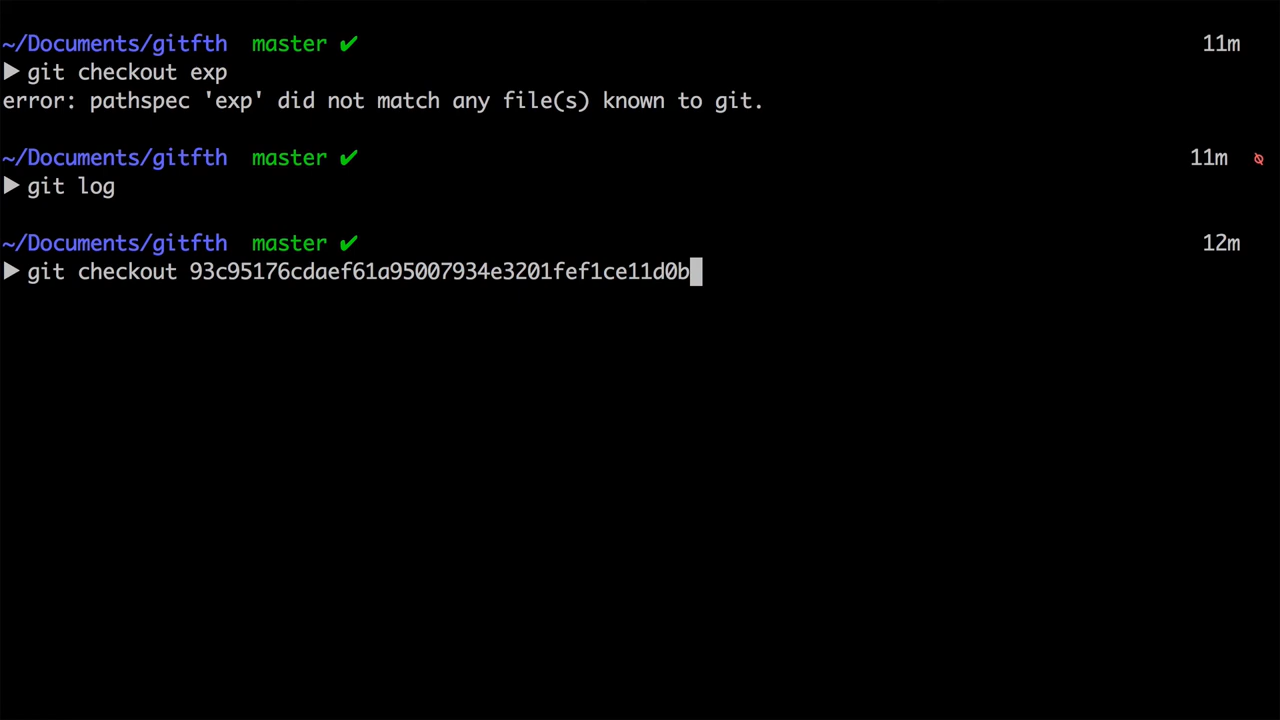 ~/Documents/gitfth master ✔ 11m
▶ git checkout exp
error: pathspec 'exp' did not match any file(s) known to git.
~/Documents/gitfth master ✔ 11m ∅
▶ git log
~/Documents/gitfth master ✔ 12m
▶ git checkout 93c95176cdaef61a95007934e3201fef1ce11d0b